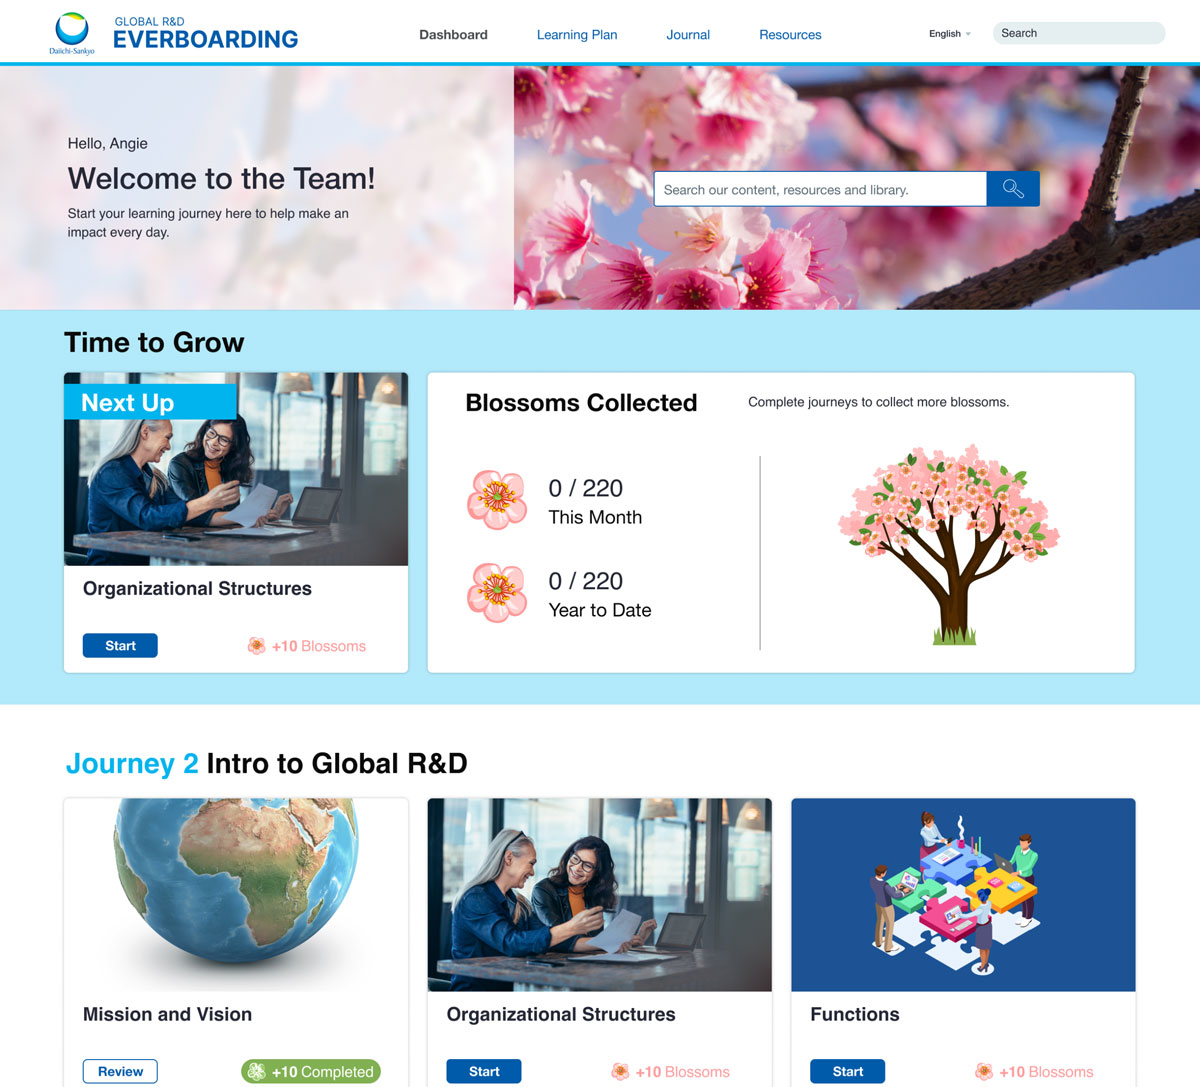 Daiichi-Sankyo
GLOBAL R&D
EVERBOARDING
Dashboard
Learning Plan
Journal
Resources
English
Search
Hello, Angie
Welcome to the Team!
Start your learning journey here to help make an
impact every day.
Search our content, resources and library.
Time to Grow
Next Up
Organizational Structures
Start
+10 Blossoms
Blossoms Collected
Complete journeys to collect more blossoms.
0 / 220
This Month
0 / 220
Year to Date
Journey 2 Intro to Global R&D
Mission and Vision
Review
+10 Completed
Organizational Structures
Start
+10 Blossoms
Functions
Start
+10 Blossoms